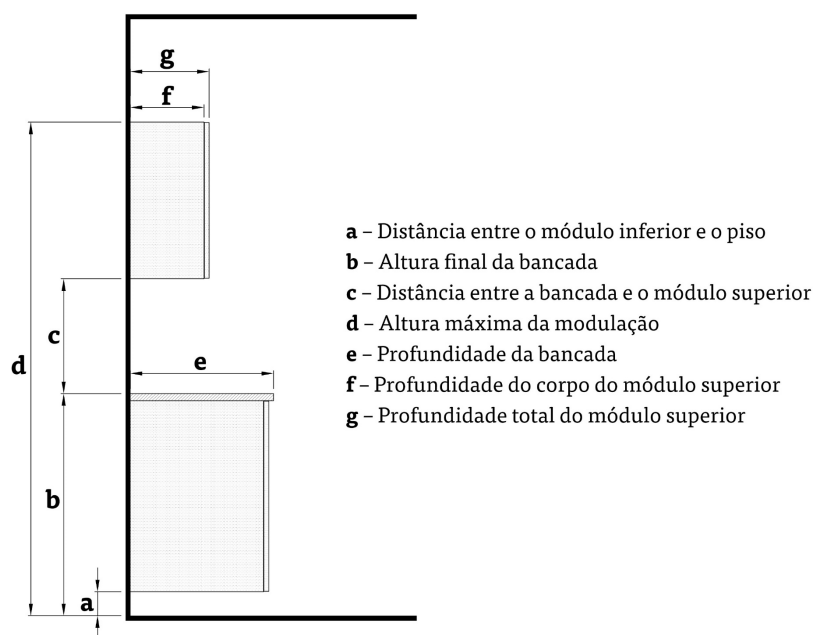 g
f
a – Distância entre o módulo inferior e o piso
b – Altura final da bancada
c – Distância entre a bancada e o módulo superior
d – Altura máxima da modulação
e – Profundidade da bancada
f – Profundidade do corpo do módulo superior
g – Profundidade total do módulo superior
c
d
e
b
a